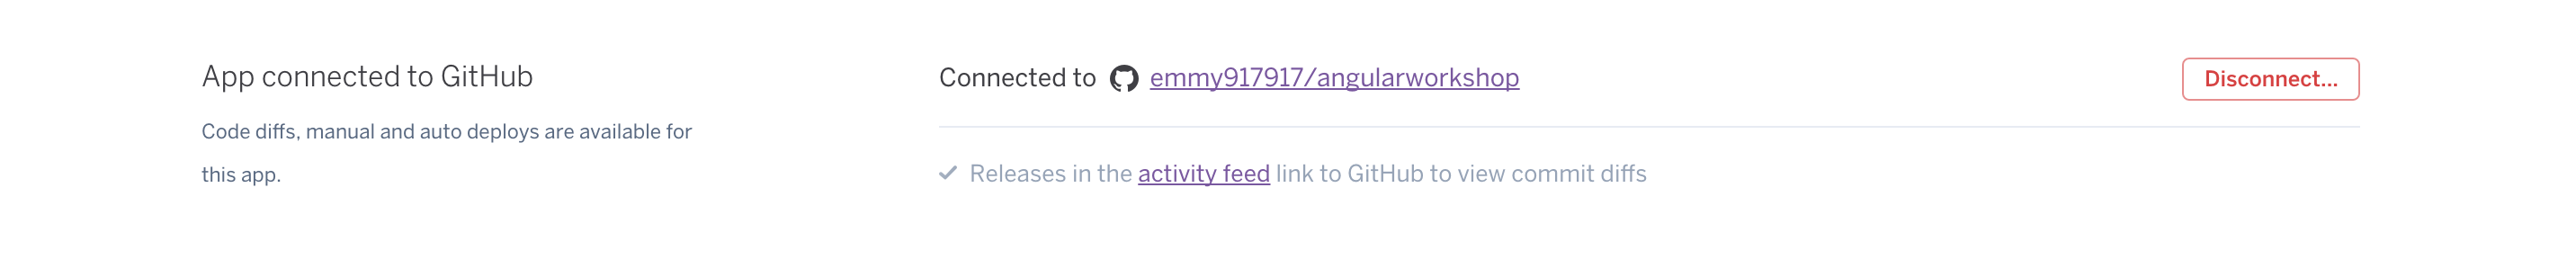 App connected to GitHub
Code diffs, manual and auto deploys are available for
this app.
Connected to emmy917917/angularworkshop
Disconnect...
Releases in the activity feed link to GitHub to view commit diffs